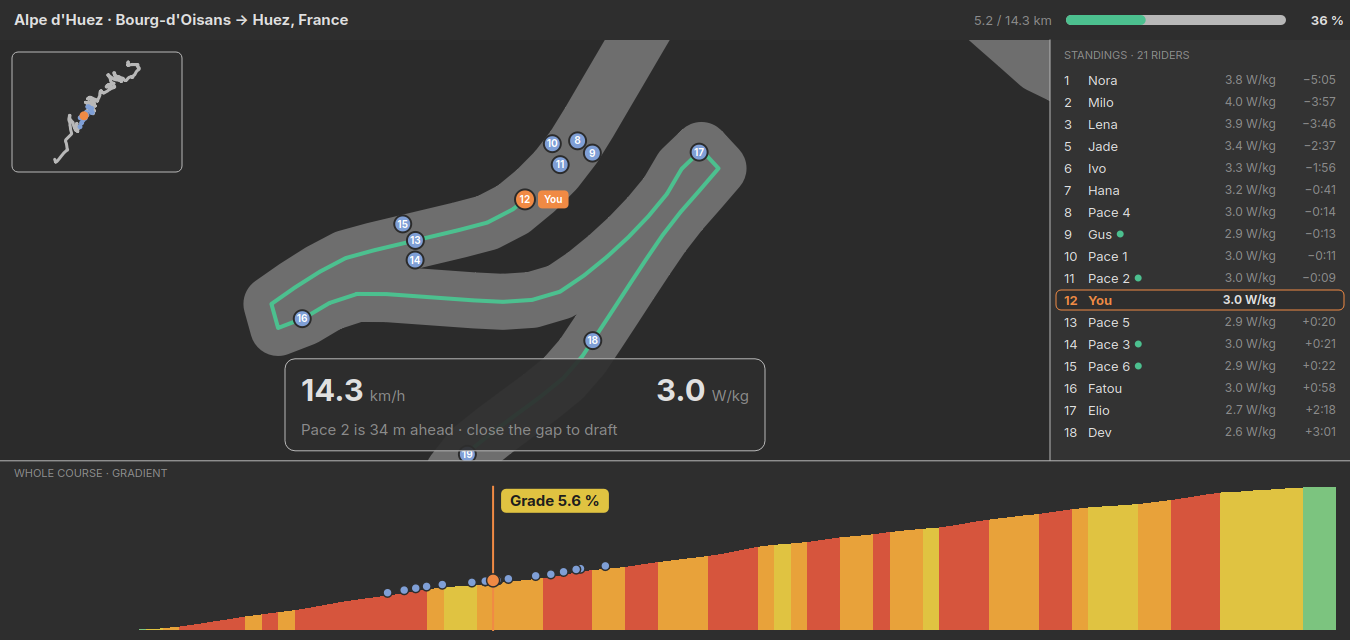 Alpe d'Huez · Bourg-d'Oisans → Huez, France
5.2 / 14.3 km
36 %
10
8
9
11
17
12 You
15
13
14
16
18
14.3 km/h
3.0 W/kg
Pace 2 is 34 m ahead · close the gap to draft
19
STANDINGS · 21 RIDERS
1 Nora 3.8 W/kg −5:05
2 Milo 4.0 W/kg −3:57
3 Lena 3.9 W/kg −3:46
5 Jade 3.4 W/kg −2:37
6 Ivo 3.3 W/kg −1:56
7 Hana 3.2 W/kg −0:41
8 Pace 4 3.0 W/kg −0:14
9 Gus 2.9 W/kg −0:13
10 Pace 1 3.0 W/kg −0:11
11 Pace 2 3.0 W/kg −0:09
12 You 3.0 W/kg
13 Pace 5 2.9 W/kg +0:20
14 Pace 3 3.0 W/kg +0:21
15 Pace 6 2.9 W/kg +0:22
16 Fatou 3.0 W/kg +0:58
17 Elio 2.7 W/kg +2:18
18 Dev 2.6 W/kg +3:01
WHOLE COURSE · GRADIENT
Grade 5.6 %